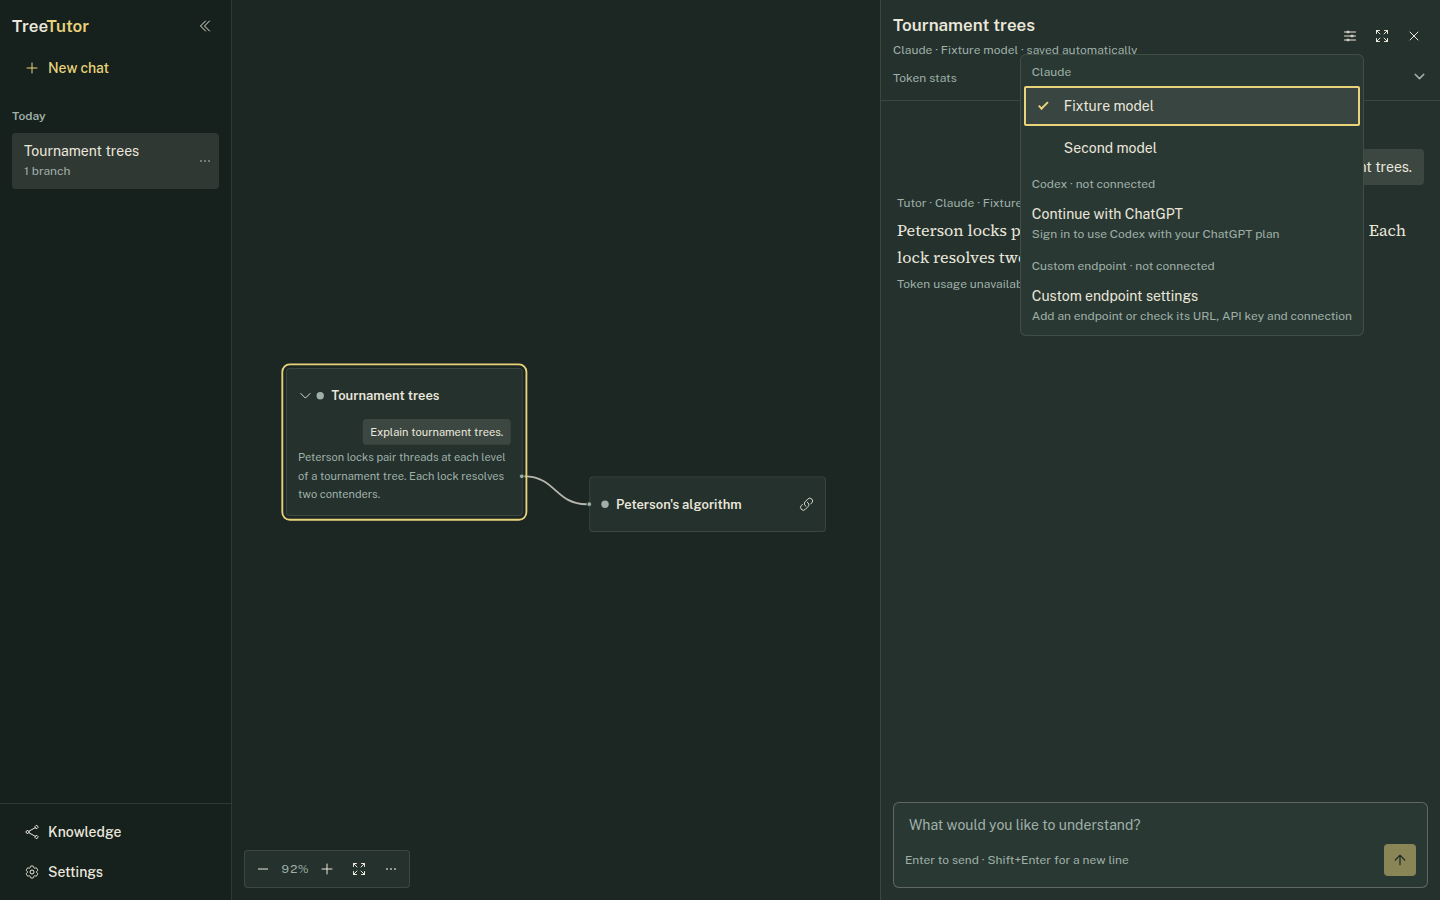 TreeTutor
New chat
Today
Tournament trees
1 branch
Knowledge
Settings
Tournament trees
Explain tournament trees.
Peterson locks pair threads at each level
of a tournament tree. Each lock resolves
two contenders.
Peterson's algorithm
92%
Tournament trees
Claude · Fixture model · saved automatically
Token stats
Claude
Fixture model
Second model
Codex · not connected
Continue with ChatGPT
Sign in to use Codex with your ChatGPT plan
Custom endpoint · not connected
Custom endpoint settings
Add an endpoint or check its URL, API key and connection
trees.
Tutor · Claude · Fixture
Peterson locks Each
lock resolves
Token usage
What would you like to understand?
Enter to send · Shift+Enter for a new line